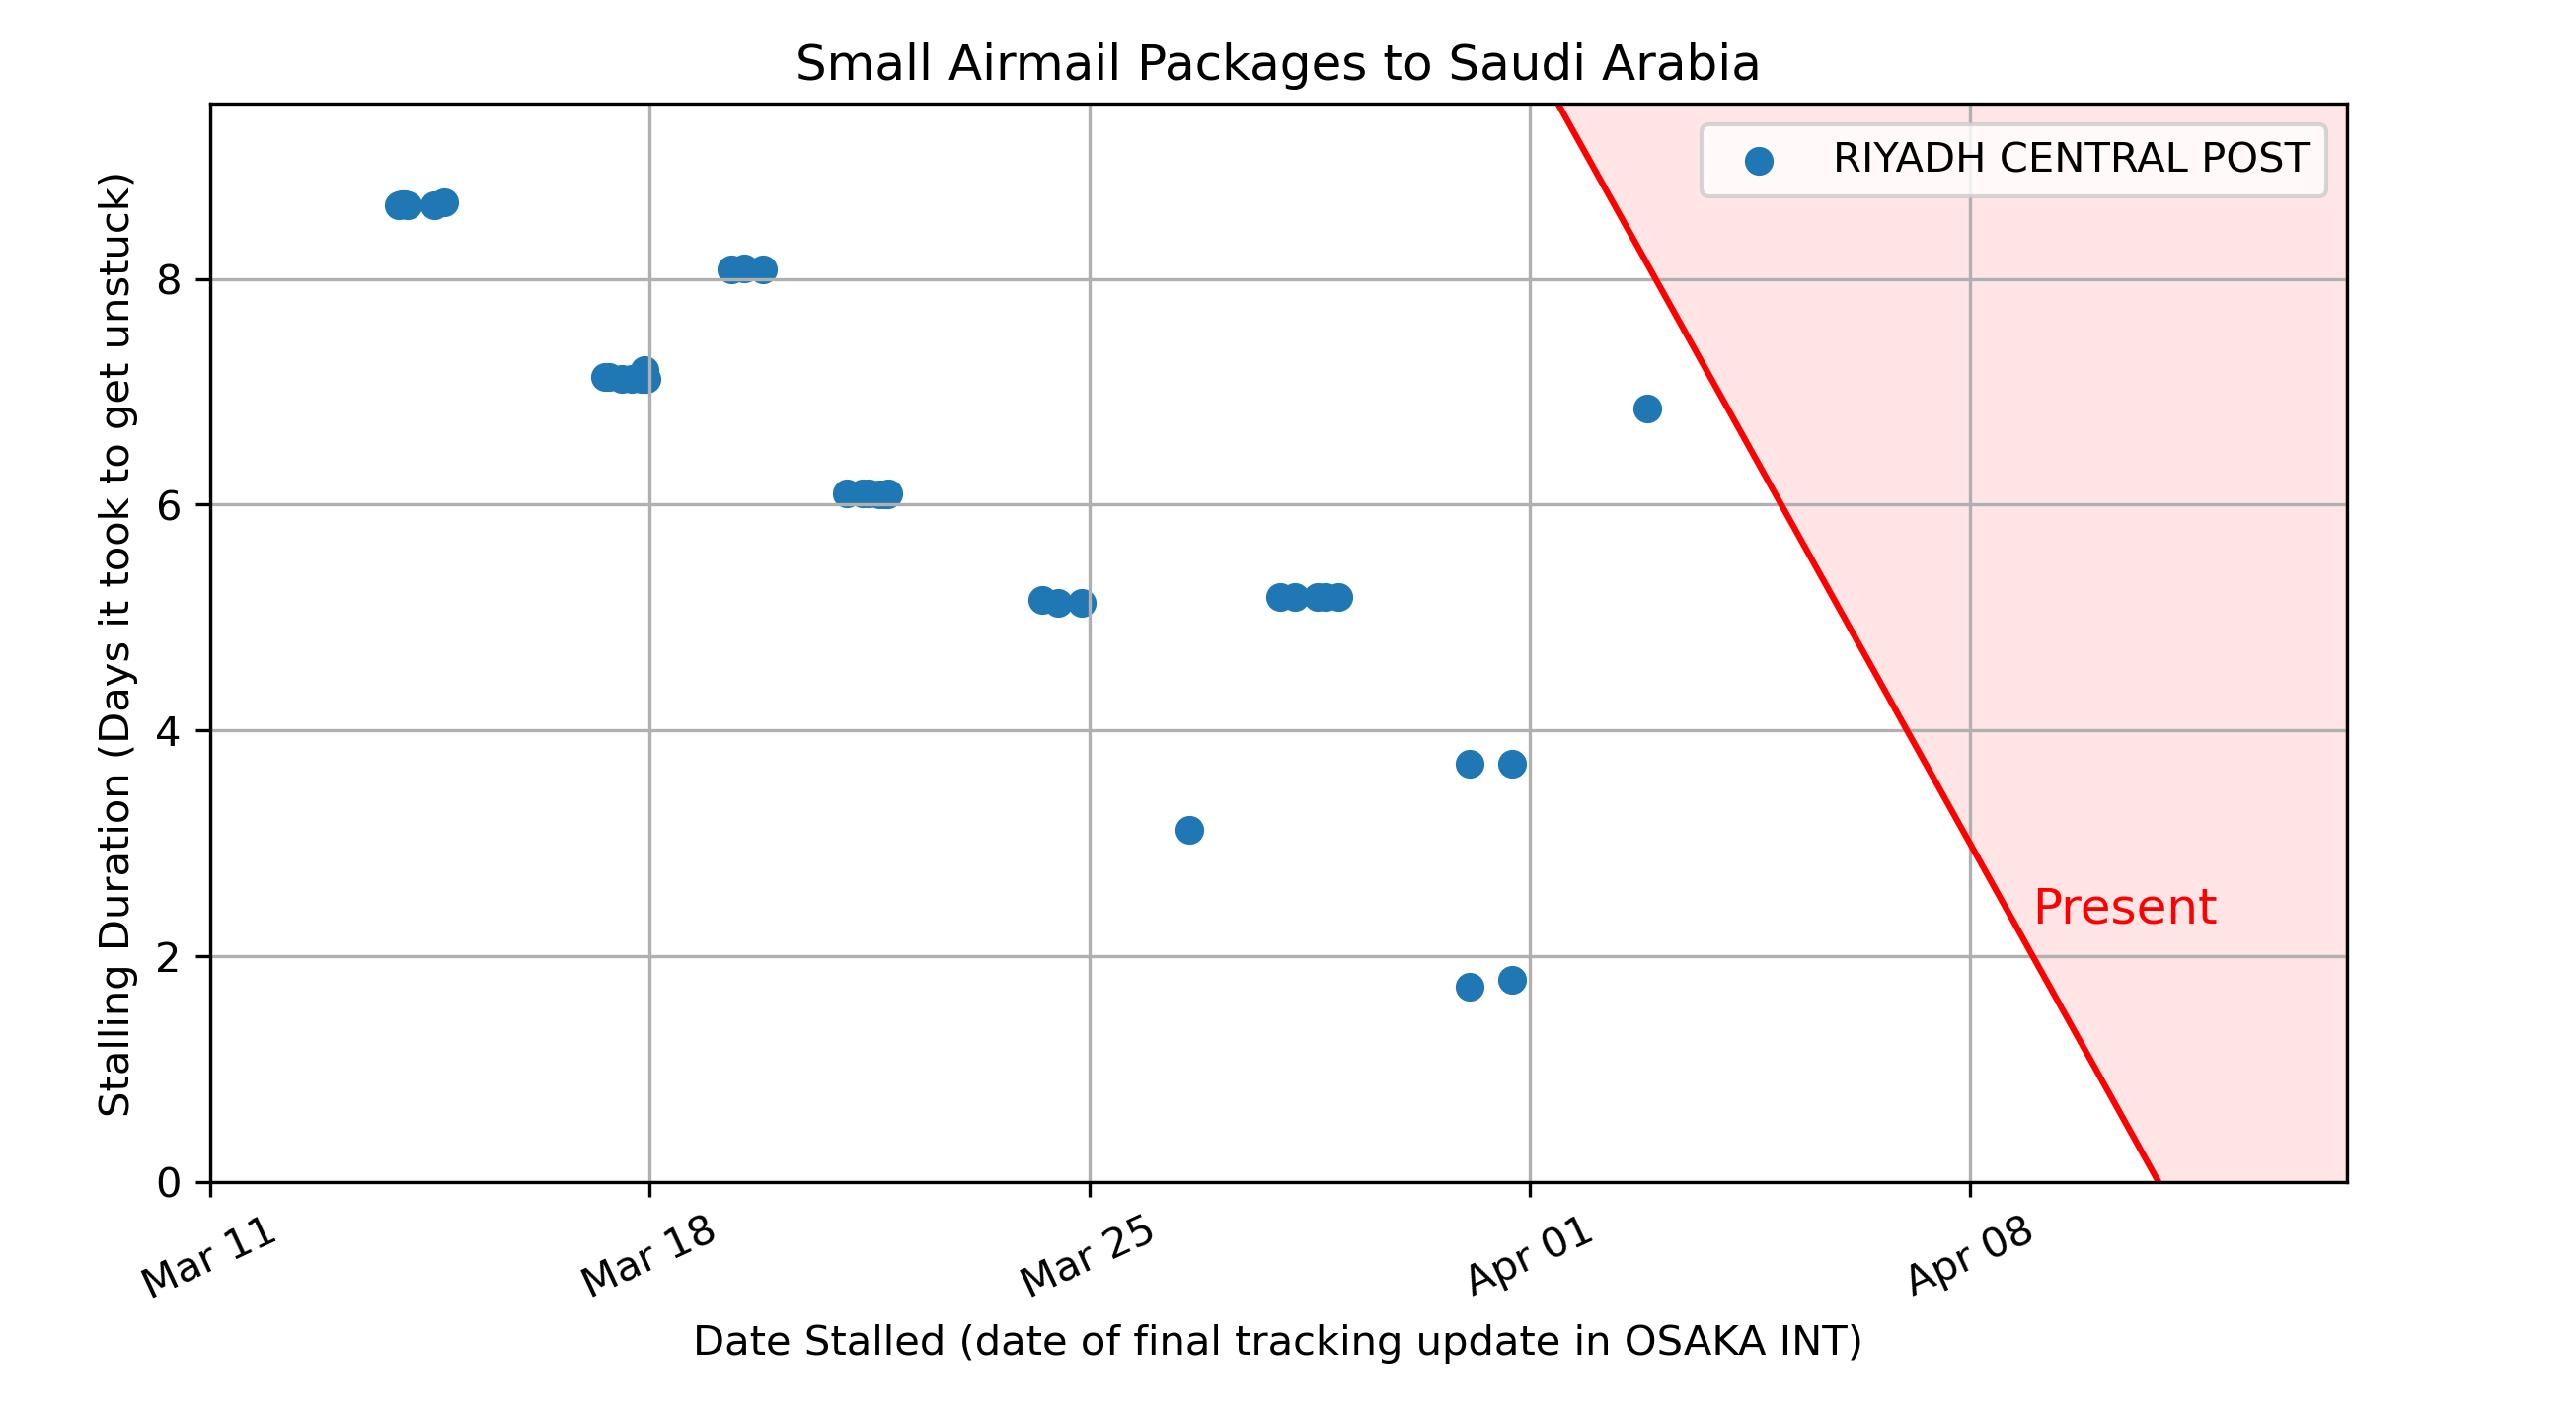 Small Airmail Packages to Saudi Arabia
RIYADH CENTRAL POST
Stalling Duration (Days it took to get unstuck)
8
6
4
2
0
Present
Mar 11
Mar 18
Mar 25
Apr 01
Apr 08
Date Stalled (date of final tracking update in OSAKA INT)